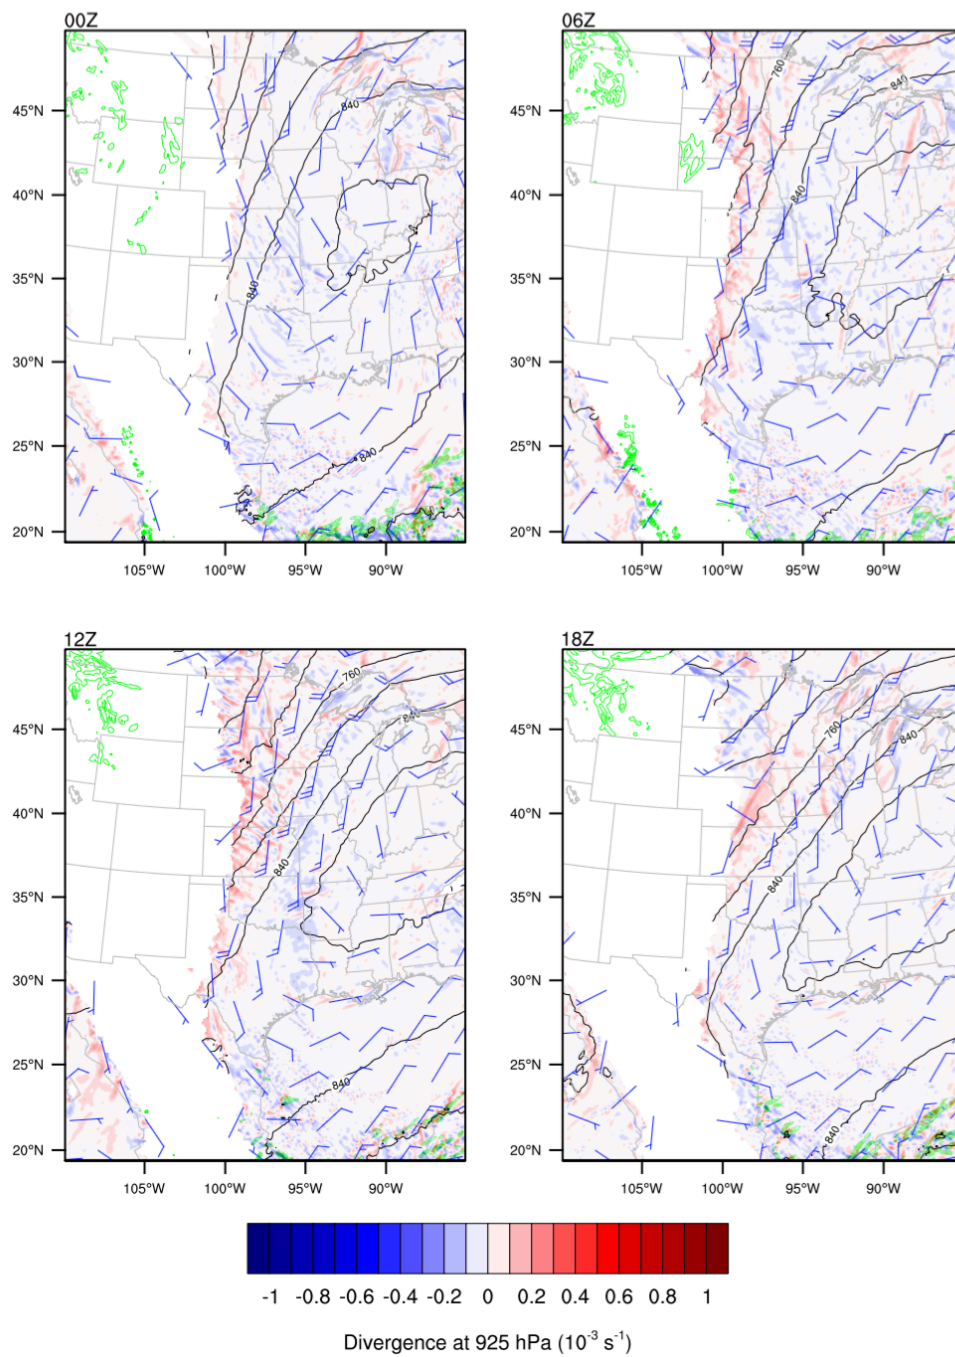 00Z
06Z
45°N
40°N
35°N
30°N
25°N
20°N
840
840
840
105°W
100°W
95°W
90°W
45°N
40°N
35°N
30°N
25°N
20°N
760
840
840
105°W
100°W
95°W
90°W
12Z
18Z
45°N
40°N
35°N
30°N
25°N
20°N
760
840
840
840
105°W
100°W
95°W
90°W
45°N
40°N
35°N
30°N
25°N
20°N
760
840
840
840
105°W
100°W
95°W
90°W
-1 -0.8 -0.6 -0.4 -0.2 0 0.2 0.4 0.6 0.8 1
Divergence at 925 hPa (10⁻³ s⁻¹)